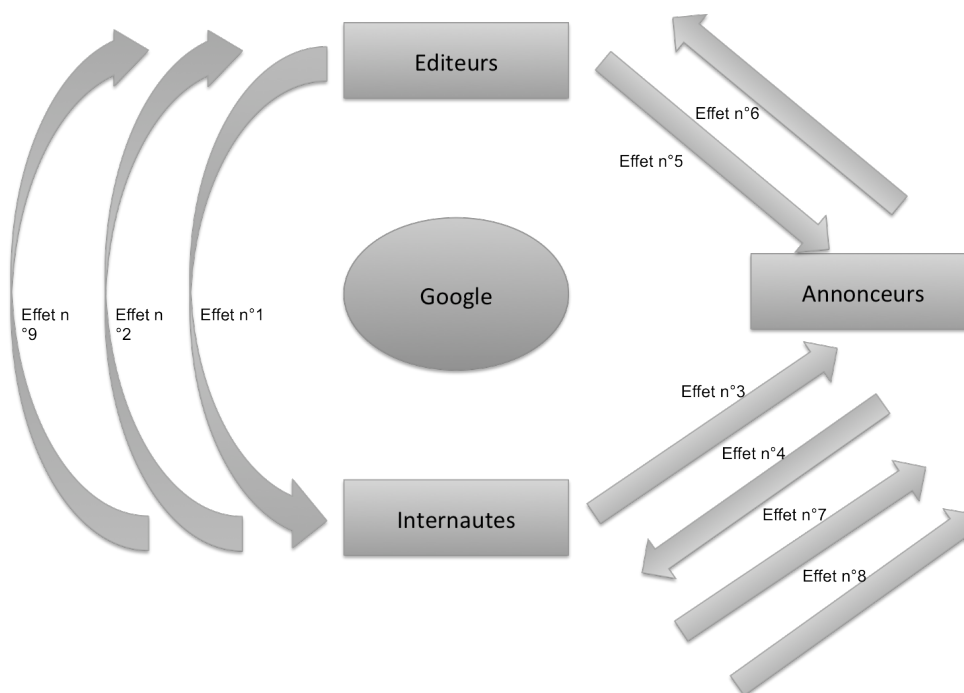 Editeurs
Effet n°6
Effet n°5
Google
Annonceurs
Effet n
°9
Effet n
°2
Effet n°1
Effet n°3
Effet n°4
Internautes
Effet n°7
Effet n°8